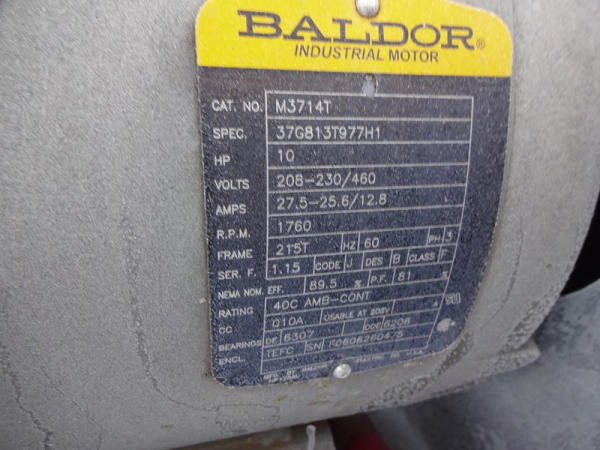 BALDOR®
INDUSTRIAL MOTOR
CAT. NO. M3714T
SPEC. 37G813T977H1
HP 10
VOLTS 208-230/460
AMPS 27.5-25.6/12.8
R.P.M. 1760
FRAME 215T HZ 60 PH 3
SER. F. 1.15 CODE J DES B CLASS F
NEMA NOM. EFF. 89.5 % P.F. 81 %
RATING 40C AMB-CONT
CC 010A USABLE AT 208V A
BEARINGS DE 6307 ODE 6206
ENCL. TEFC SN F0606260475